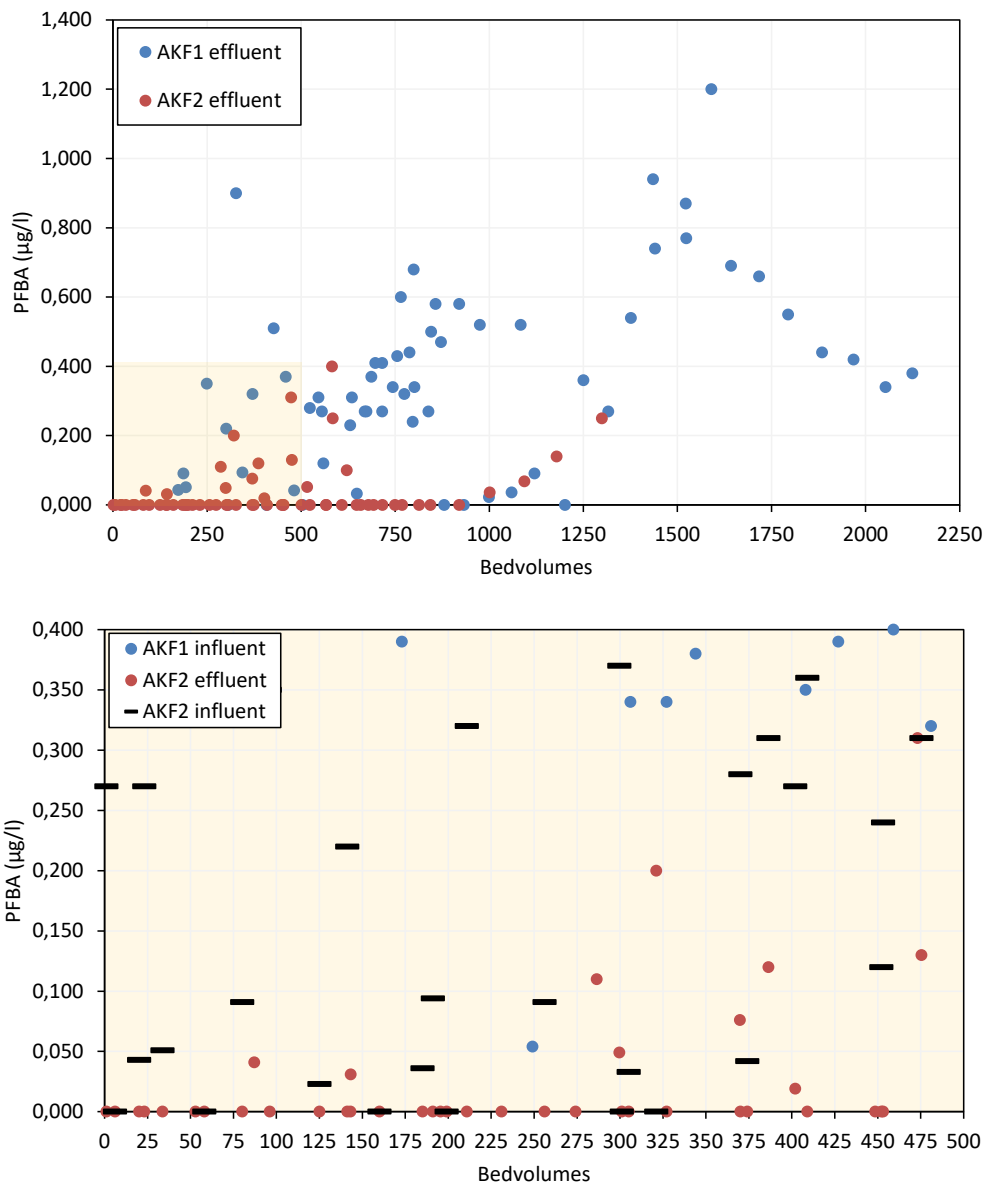 1,400
1,200
1,000
0,800
0,600
0,400
0,200
0,000
PFBA (µg/l)
AKF1 effluent
AKF2 effluent
0 250 500 750 1000 1250 1500 1750 2000 2250
Bedvolumes
0,400
0,350
0,300
0,250
0,200
0,150
0,100
0,050
0,000
PFBA (µg/l)
AKF1 influent
AKF2 effluent
AKF2 influent
0 25 50 75 100 125 150 175 200 225 250 275 300 325 350 375 400 425 450 475 500
Bedvolumes